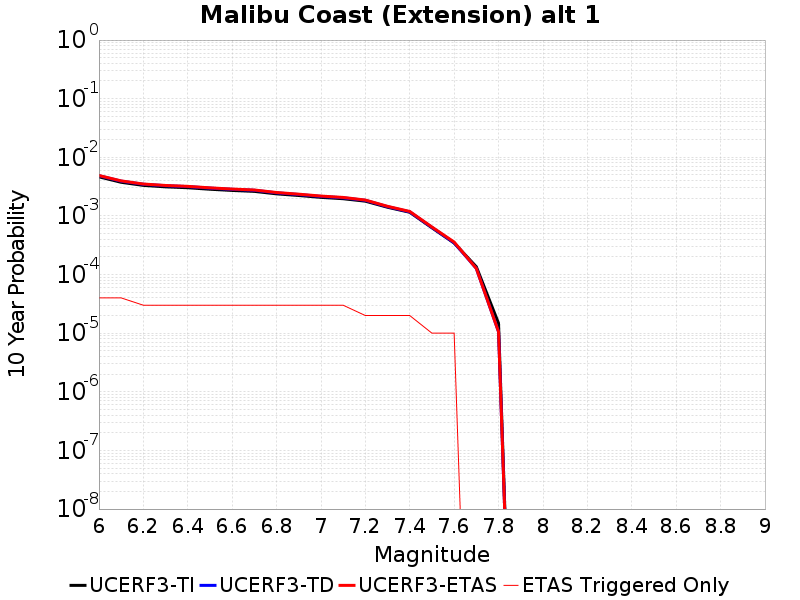 Malibu Coast (Extension) alt 1
10 Year Probability
10^0
10^-1
10^-2
10^-3
10^-4
10^-5
10^-6
10^-7
10^-8
6 6.2 6.4 6.6 6.8 7 7.2 7.4 7.6 7.8 8 8.2 8.4 8.6 8.8 9
Magnitude
UCERF3-TI UCERF3-TD UCERF3-ETAS ETAS Triggered Only